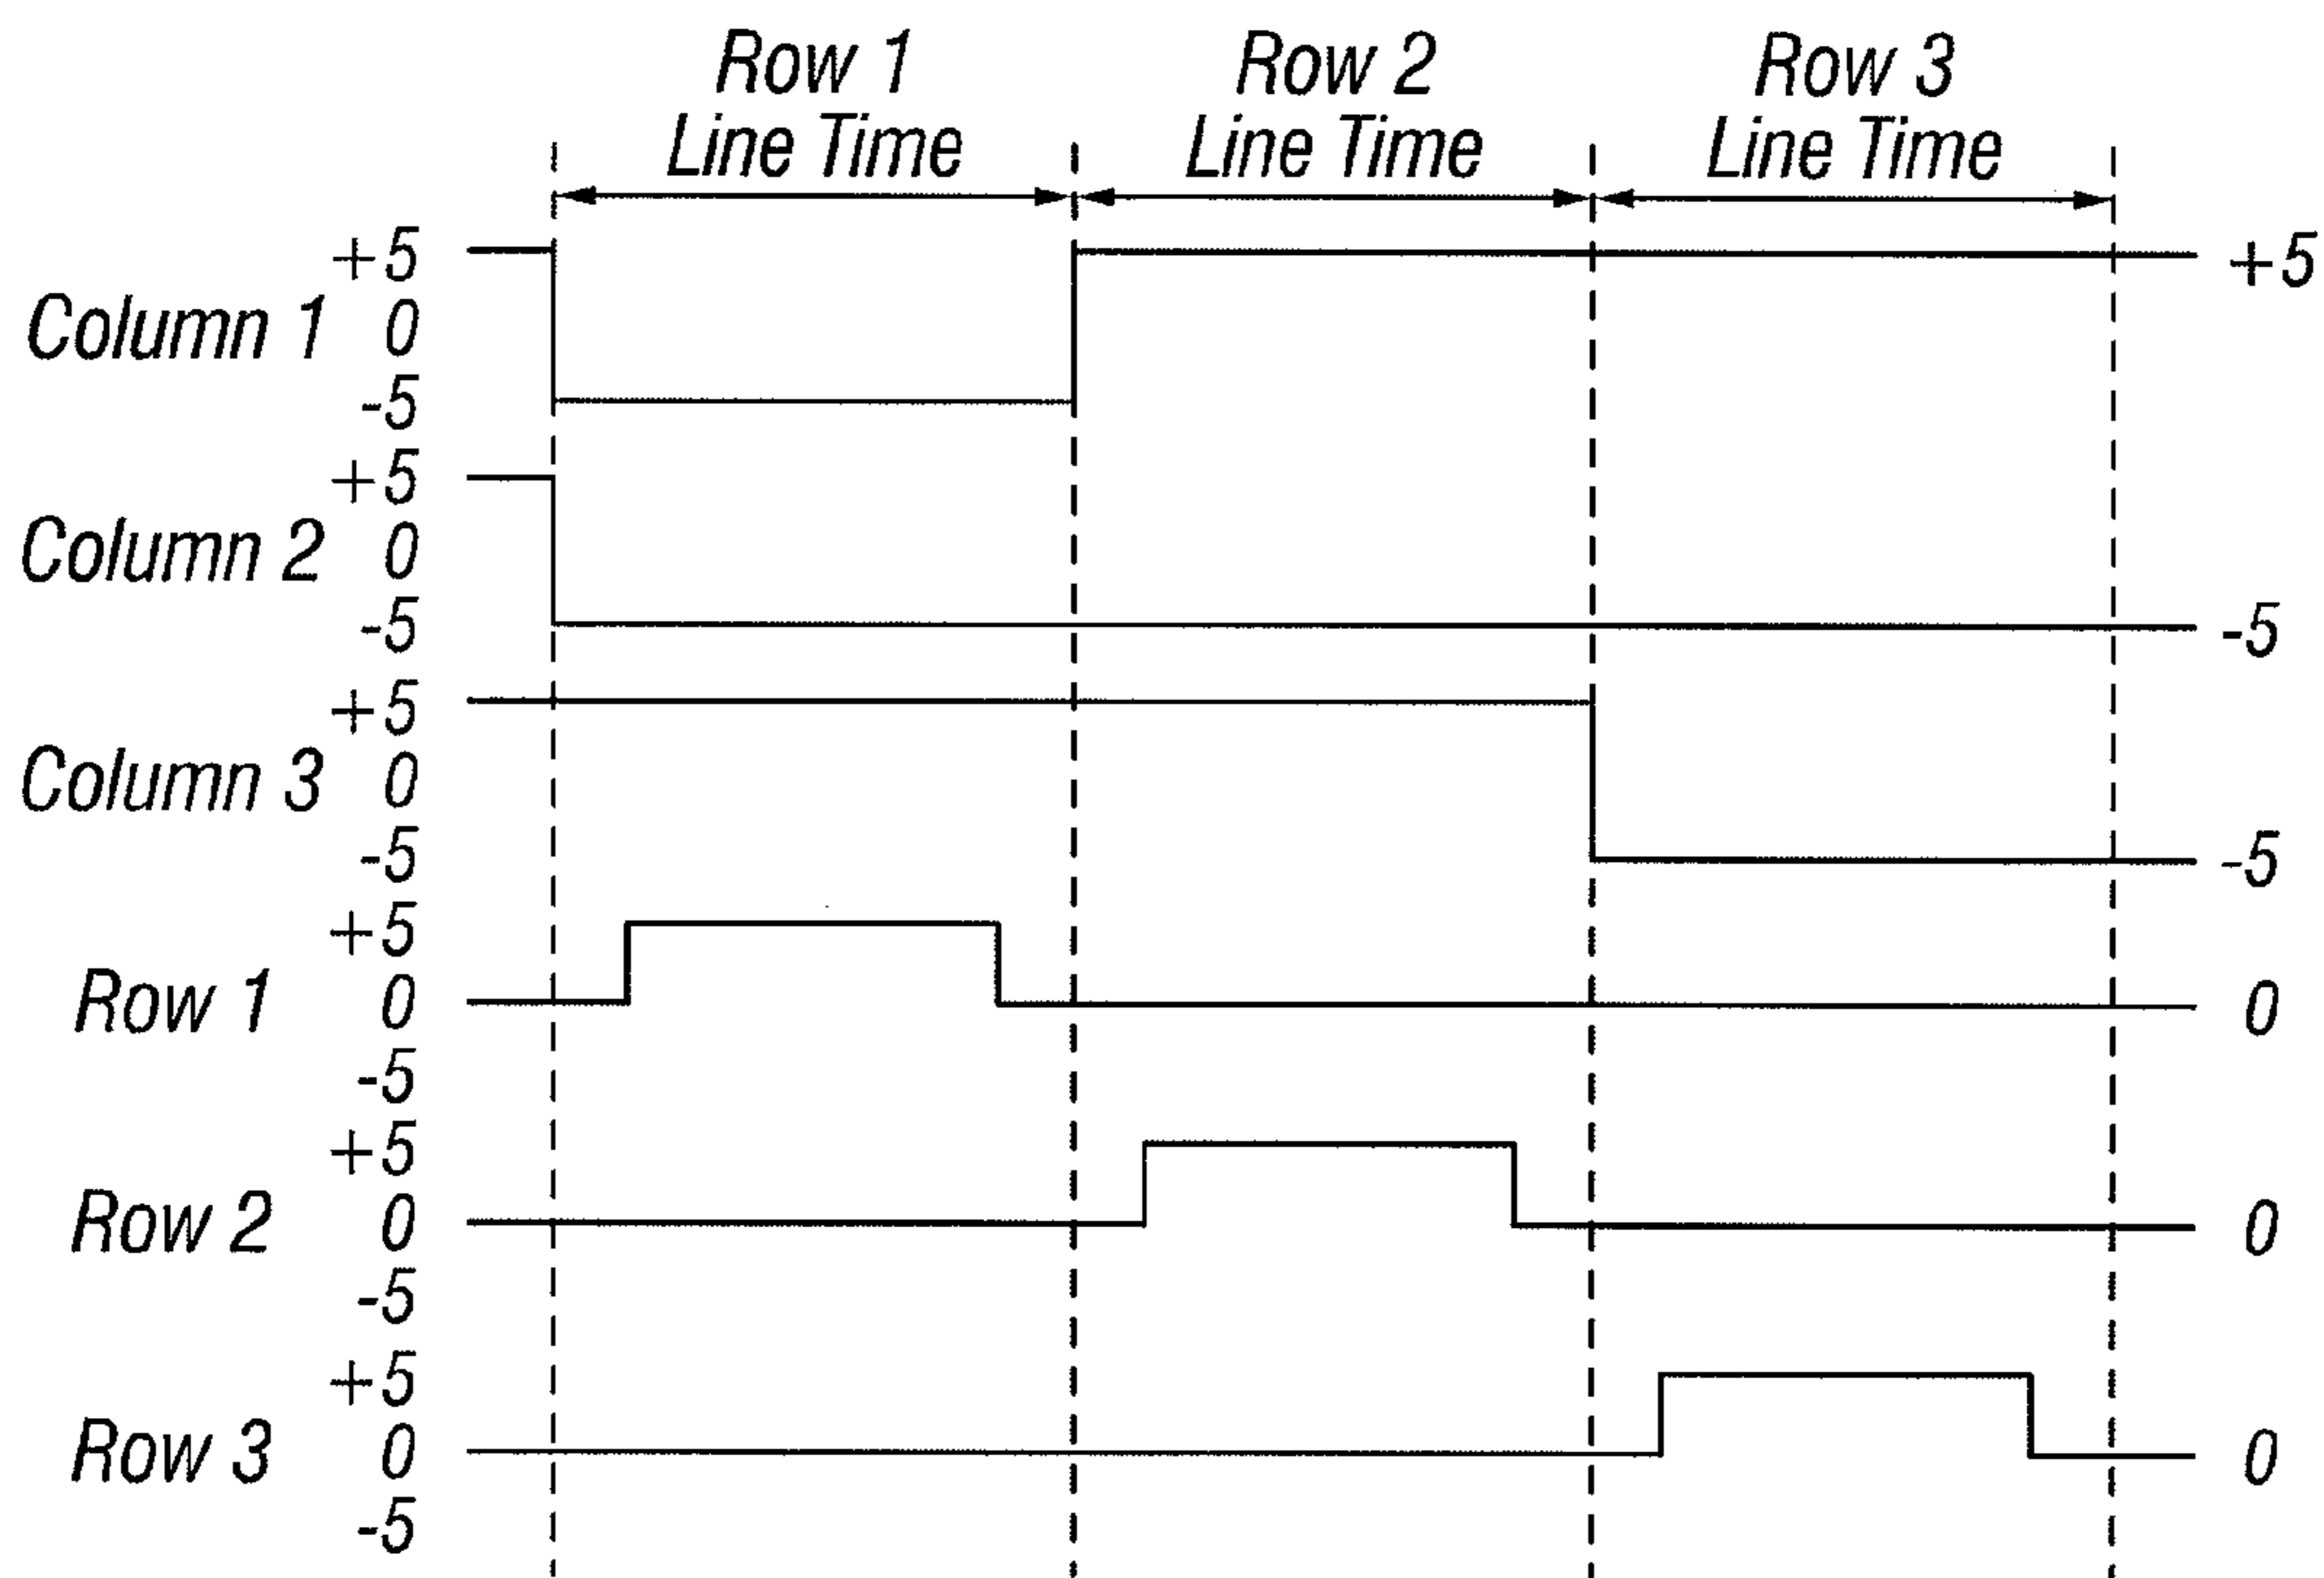 Row 1 Row 2 Row 3
Line Time Line Time Line Time
+5 +5
Column 1 0
-5
+5
Column 2 0
-5 -5
+5
Column 3 0
-5 -5
+5
Row 1 0 0
-5
+5
Row 2 0 0
-5
+5
Row 3 0 0
-5